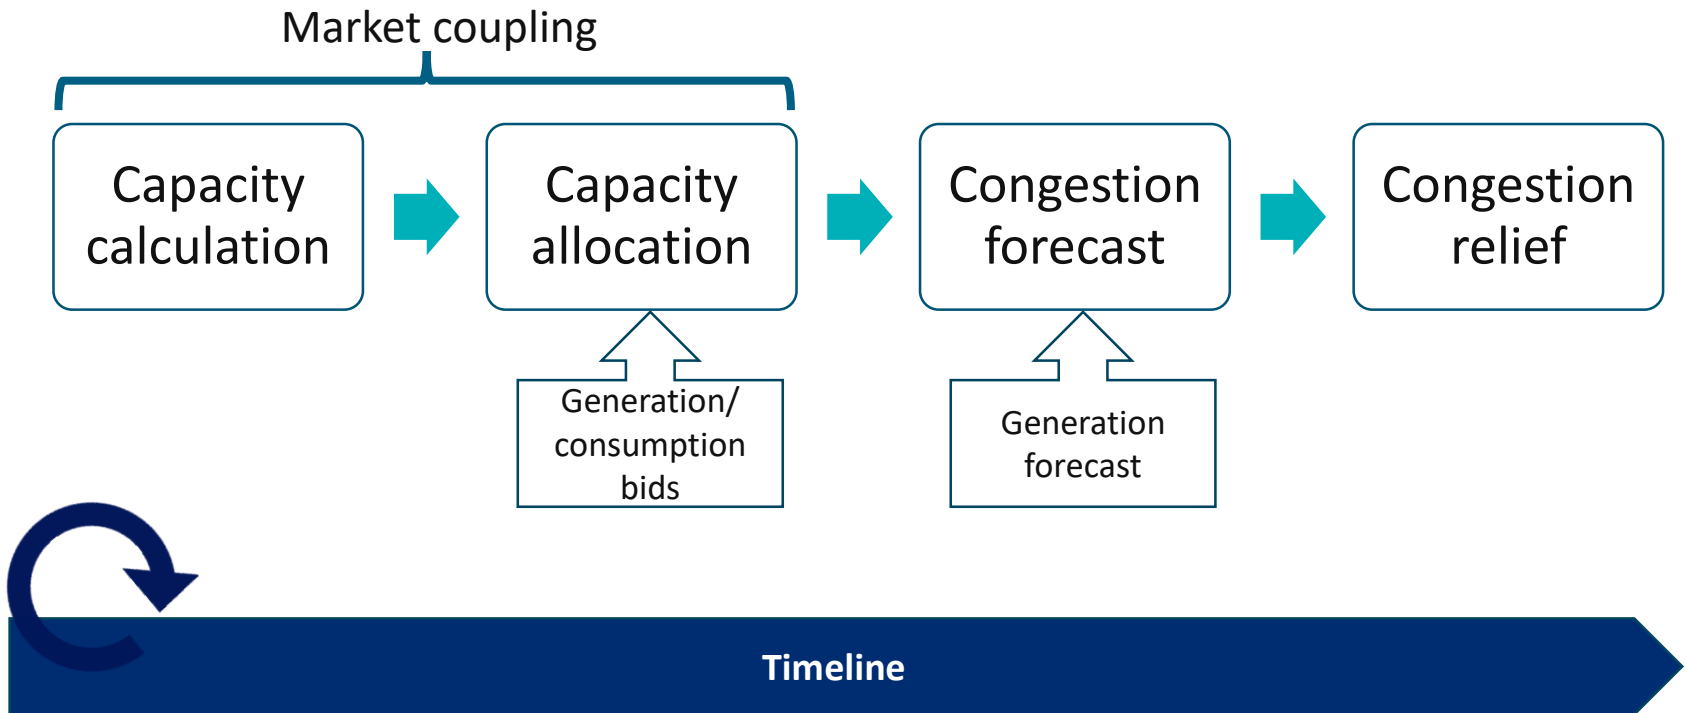 Market coupling
Capacity
calculation
Capacity
allocation
Congestion
forecast
Congestion
relief
Generation/
consumption
bids
Generation
forecast
Timeline